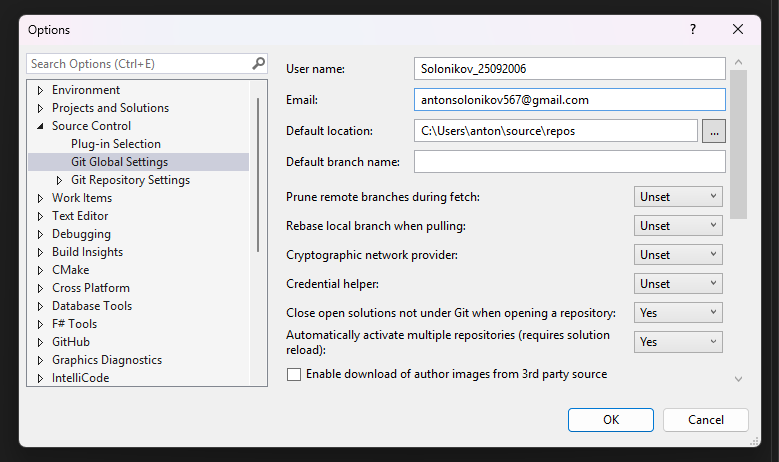 Options
?
Search Options (Ctrl+E)
Environment
Projects and Solutions
Source Control
Plug-in Selection
Git Global Settings
Git Repository Settings
Work Items
Text Editor
Debugging
Build Insights
CMake
Cross Platform
Database Tools
F# Tools
GitHub
Graphics Diagnostics
IntelliCode
User name: Solonikov_25092006
Email: antonsolonikov567@gmail.com
Default location: C:\Users\anton\source\repos ...
Default branch name:
Prune remote branches during fetch: Unset
Rebase local branch when pulling: Unset
Cryptographic network provider: Unset
Credential helper: Unset
Close open solutions not under Git when opening a repository: Yes
Automatically activate multiple repositories (requires solution
reload): Yes
Enable download of author images from 3rd party source
OK Cancel